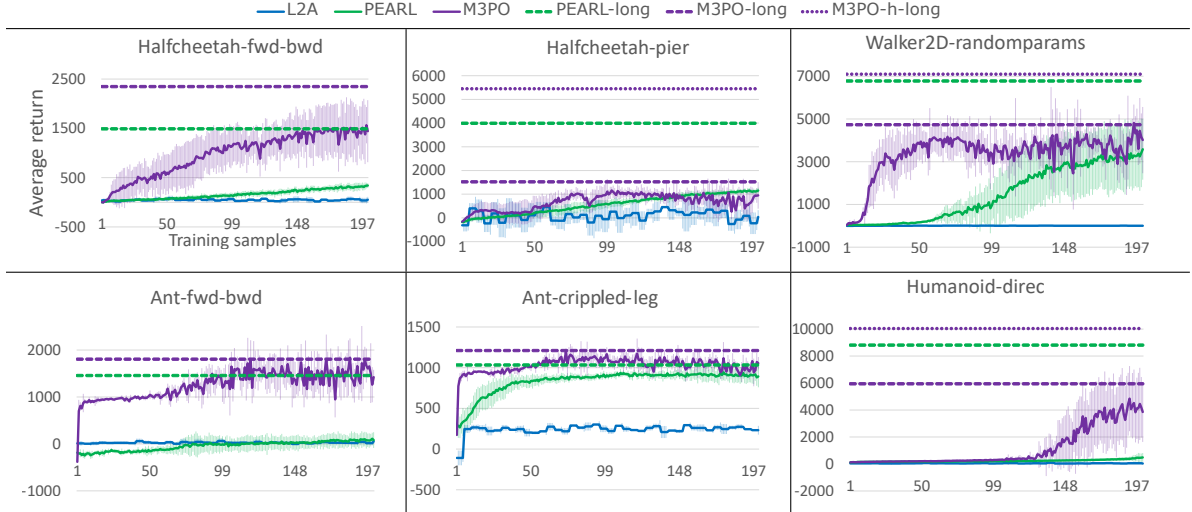 L2A PEARL M3PO PEARL-long M3PO-long M3PO-h-long
Halfcheetah-fwd-bwd
Average return
2500
1500
500
-500
1 50 99 148 197
Training samples
Halfcheetah-pier
6000
5000
4000
3000
2000
1000
0
-1000
1 50 99 148 197
Walker2D-randomparams
7000
5000
3000
1000
-1000
1 50 99 148 197
Ant-fwd-bwd
2000
1000
0
-1000
1 50 99 148 197
Ant-crippled-leg
1500
1000
500
0
-500
1 50 99 148 197
Humanoid-direc
10000
8000
6000
4000
2000
0
-2000
1 50 99 148 197